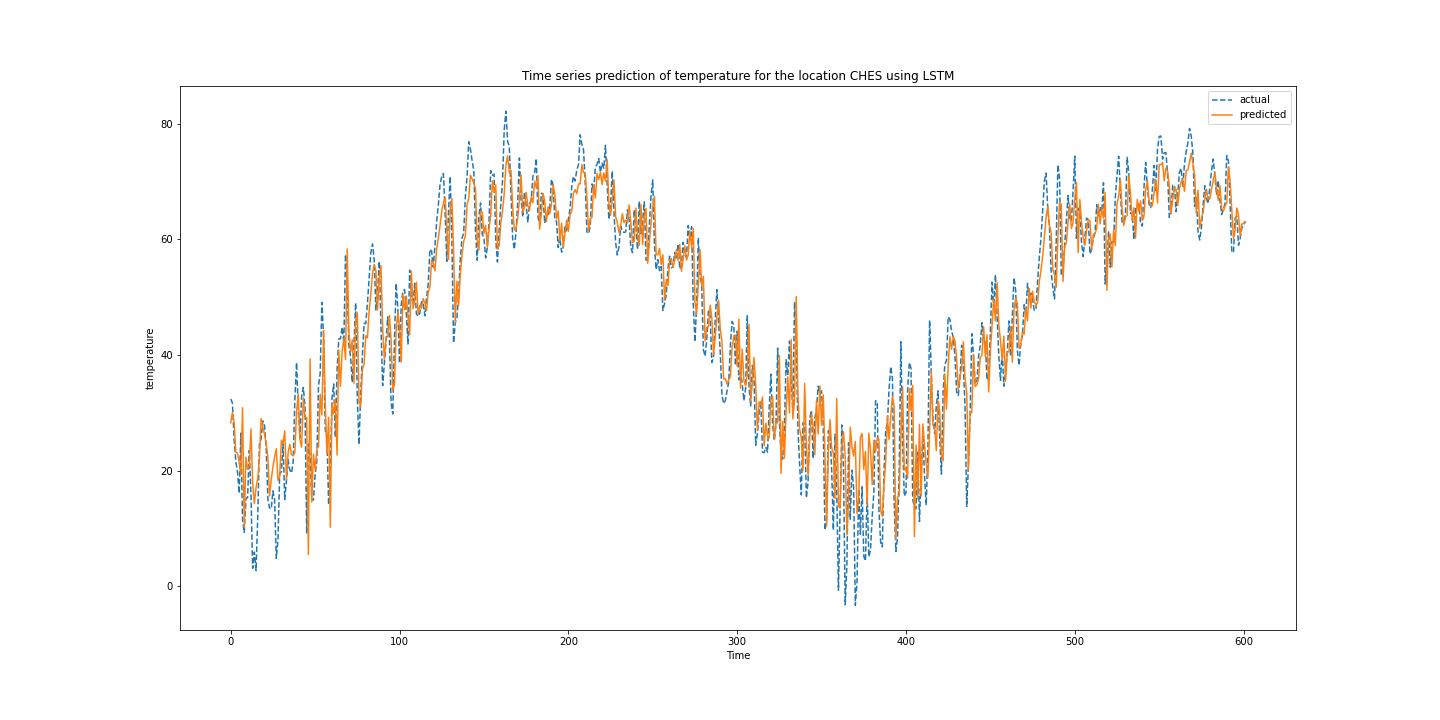 Time series prediction of temperature for the location CHES using LSTM
actual
predicted
80
60
40
20
0
temperature
0 100 200 300 400 500 600
Time